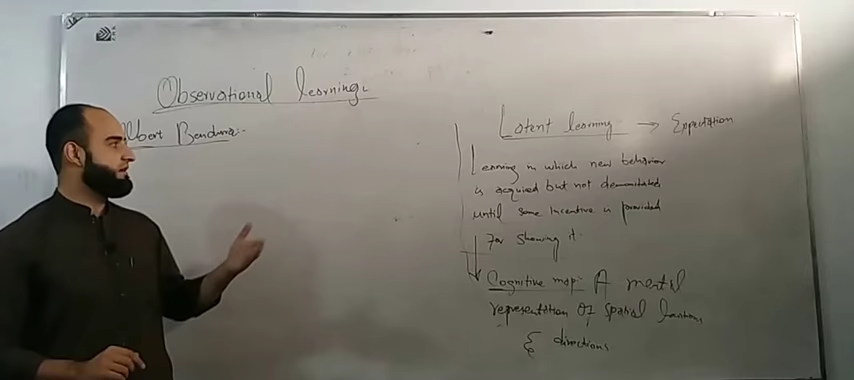 Observational learning
Albert Bandura
Latent learning → Expectation
Learning in which new behavior
is acquired but not demonstrated
until some incentive is provided
For showing it.
Cognitive map: A mental
representation of spatial locations
& directions